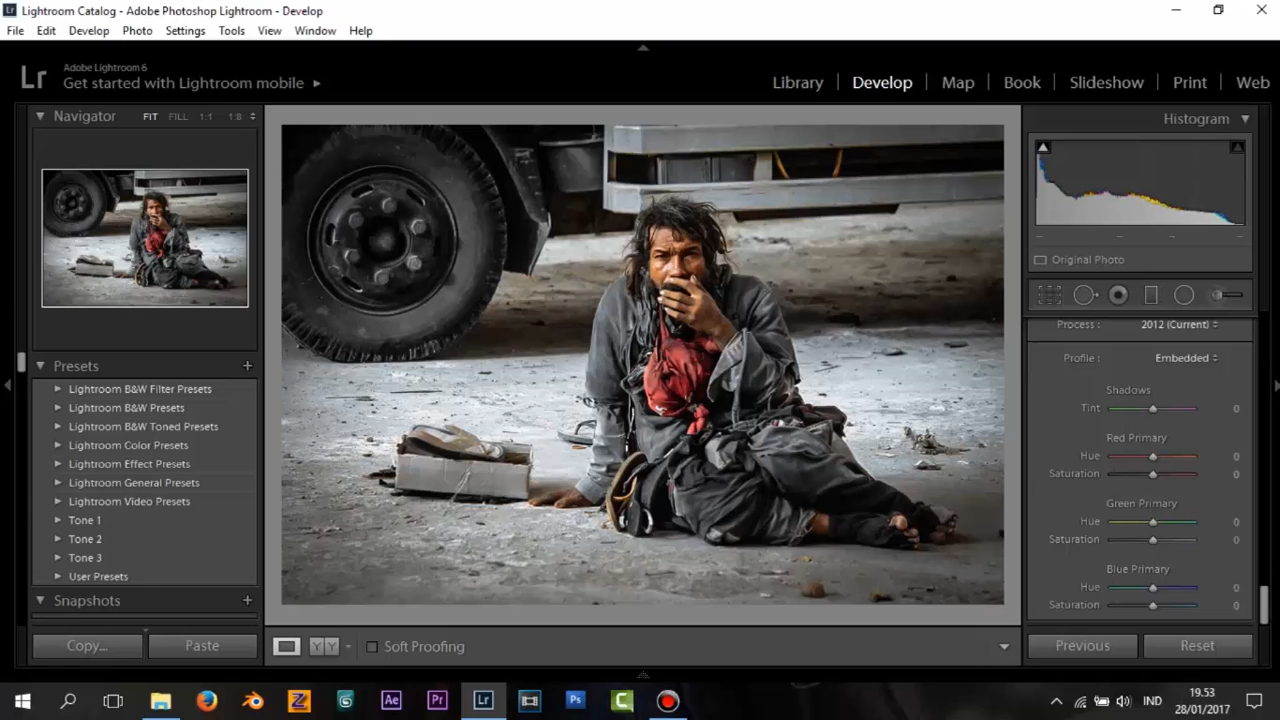 Lightroom Catalog - Adobe Photoshop Lightroom - Develop
File Edit Develop Photo Settings Tools View Window Help
Lr
Adobe Lightroom 6
Get started with Lightroom mobile
Library Develop Map Book Slideshow Print Web
Navigator FIT FILL 1:1 1:8
Presets
Lightroom B&W Filter Presets
Lightroom B&W Presets
Lightroom B&W Toned Presets
Lightroom Color Presets
Lightroom Effect Presets
Lightroom General Presets
Lightroom Video Presets
Tone 1
Tone 2
Tone 3
User Presets
Snapshots
Copy... Paste
Soft Proofing
Histogram
Original Photo
Process : 2012 (Current)
Profile : Embedded
Shadows
Tint 0
Red Primary
Hue 0
Saturation 0
Green Primary
Hue 0
Saturation 0
Blue Primary
Hue 0
Saturation 0
Previous Reset
Ae Pr Lr Ps
IND
19.53
28/01/2017